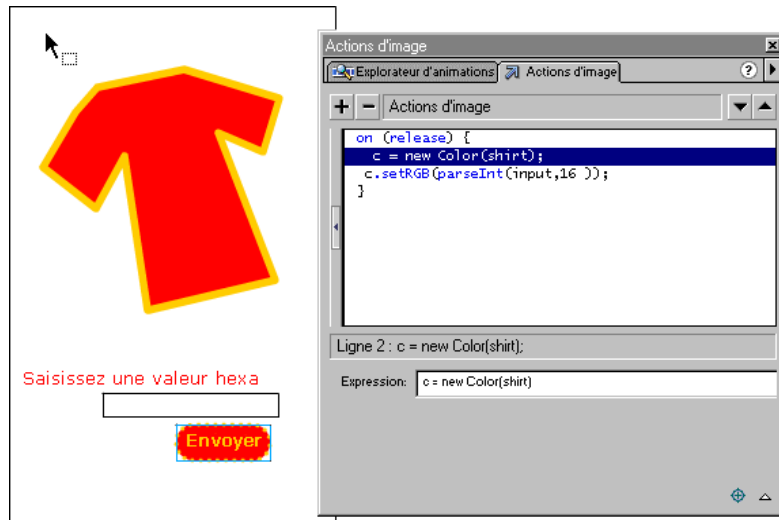 Actions d'image
Explorateur d'animations Actions d'image ?
+ − Actions d'image
on (release) {
c = new Color(shirt);
c.setRGB(parseInt(input,16 ));
}
Ligne 2 : c = new Color(shirt);
Expression: c = new Color(shirt)
Saisissez une valeur hexa
Envoyer